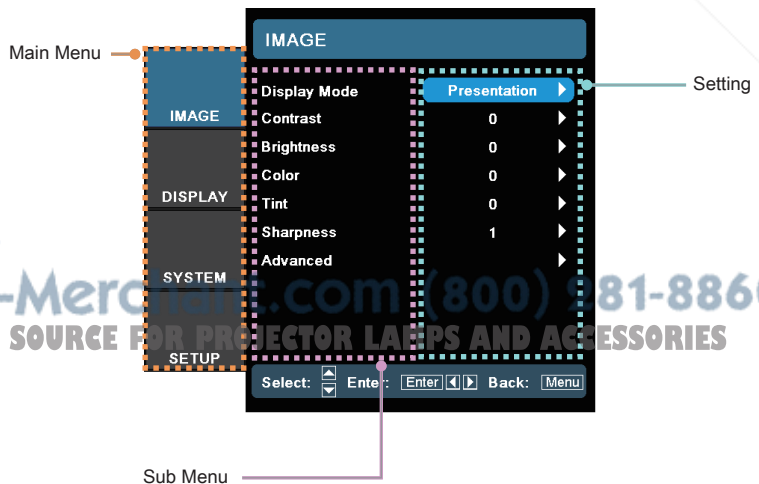 IMAGE
Main Menu
Display Mode Presentation
Setting
IMAGE
Contrast 0
Brightness 0
Color 0
DISPLAY
Tint 0
Sharpness 1
Advanced
SYSTEM
-Merchant.com (800) 281-886
SOURCE FOR PROJECTOR LAMPS AND ACCESSORIES
SETUP
Select: Enter: Enter Back: Menu
Sub Menu